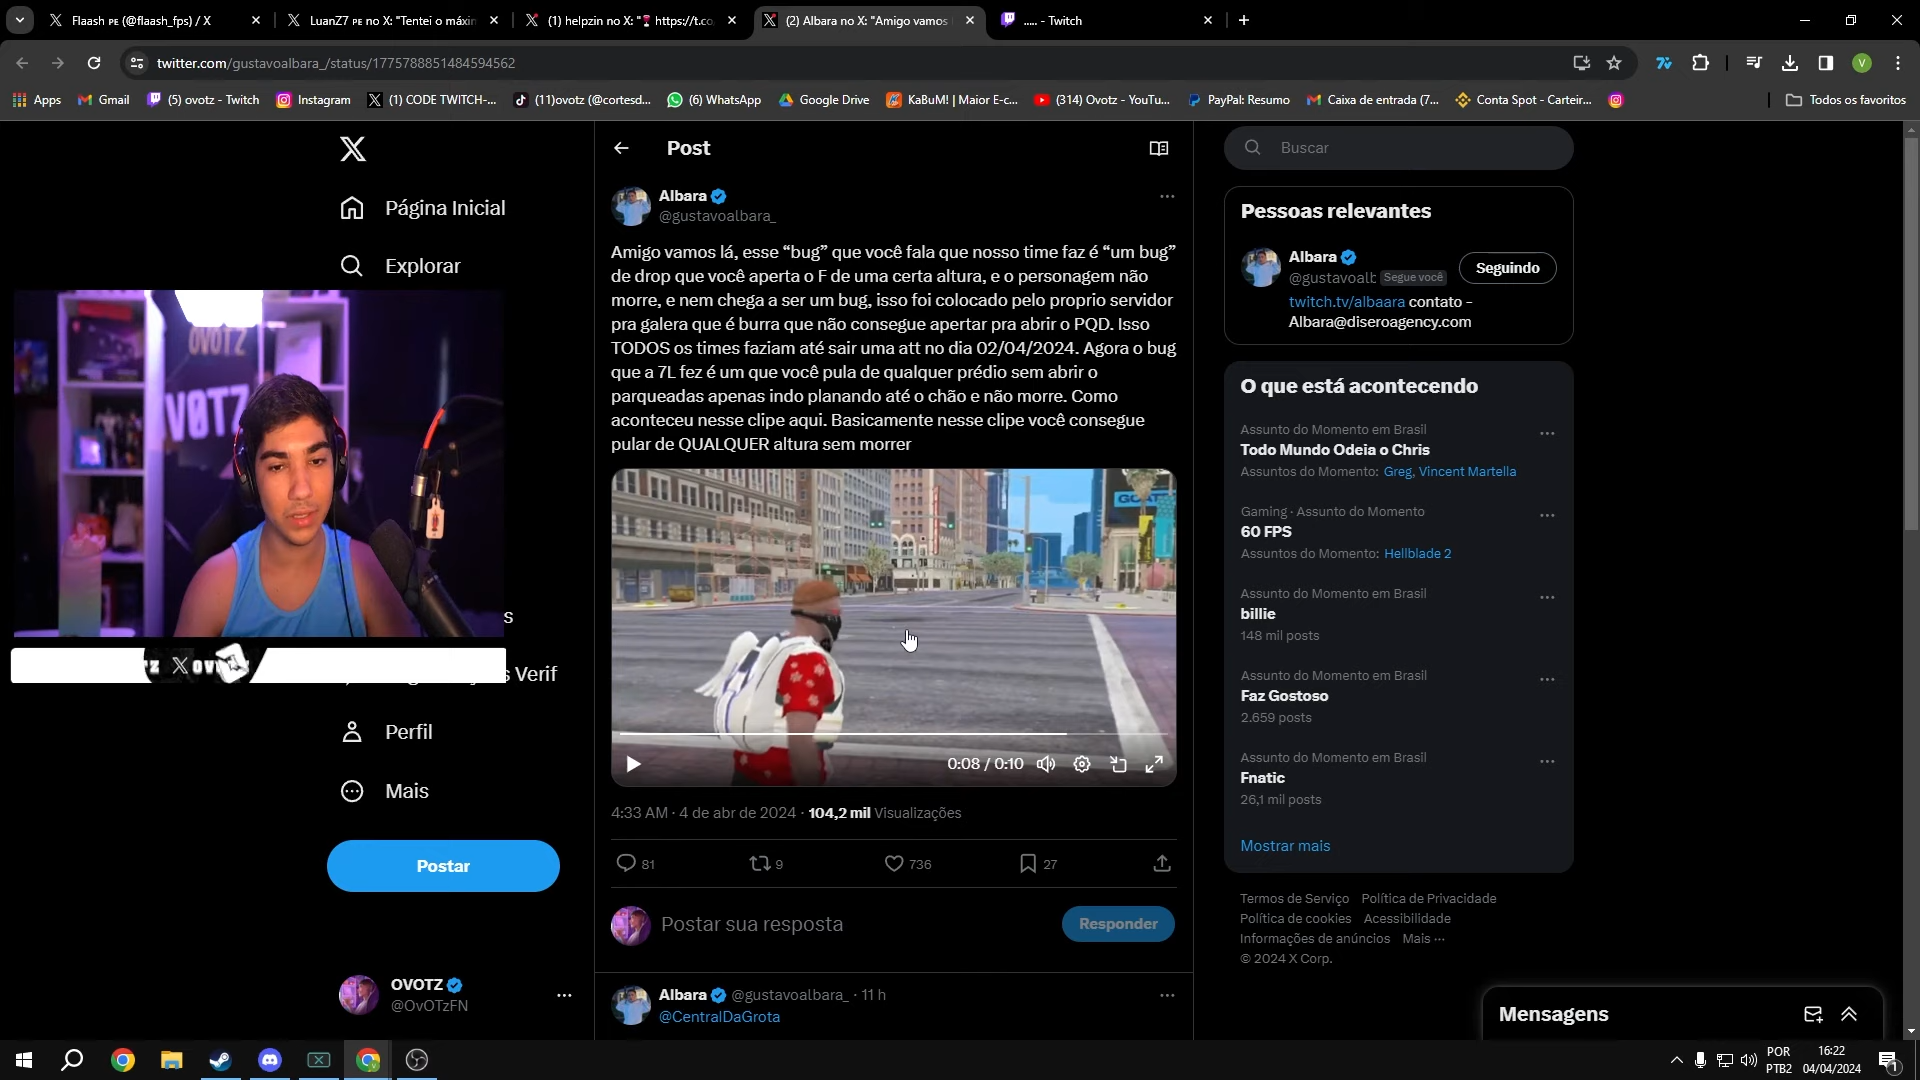 Flaash PE (@flaash_fps) / X
LuanZ7 PE no X: "Tentei o máxin
(1) helpzin no X: "🍷 https://t.co
(2) Albara no X: "Amigo vamos
..... - Twitch
twitter.com/gustavoalbara_/status/1775788851484594562
Apps
Gmail
(5) ovotz - Twitch
Instagram
(1) CODE TWITCH-...
(11)ovotz (@cortesd...
(6) WhatsApp
Google Drive
KaBuM! | Maior E-c...
(314) Ovotz - YouTu...
PayPal: Resumo
Caixa de entrada (7...
Conta Spot - Carteir...
Todos os favoritos
Página Inicial
Explorar
s
s Verif
Perfil
Mais
Postar
OVOTZ
@OvOTzFN
OVOTZ
VØTZ
Post
Albara
@gustavoalbara_
Amigo vamos lá, esse “bug” que você fala que nosso time faz é “um bug”
de drop que você aperta o F de uma certa altura, e o personagem não
morre, e nem chega a ser um bug, isso foi colocado pelo proprio servidor
pra galera que é burra que não consegue apertar pra abrir o PQD. Isso
TODOS os times faziam até sair uma att no dia 02/04/2024. Agora o bug
que a 7L fez é um que você pula de qualquer prédio sem abrir o
parqueadas apenas indo planando até o chão e não morre. Como
aconteceu nesse clipe aqui. Basicamente nesse clipe você consegue
pular de QUALQUER altura sem morrer
0:08 / 0:10
4:33 AM · 4 de abr de 2024 · 104,2 mil Visualizações
81
9
736
27
Postar sua resposta
Responder
Albara @gustavoalbara_ · 11 h
@CentralDaGrota
Buscar
Pessoas relevantes
Albara
@gustavoalb Segue você
Seguindo
twitch.tv/albaara contato -
Albara@diseroagency.com
O que está acontecendo
Assunto do Momento em Brasil
Todo Mundo Odeia o Chris
Assuntos do Momento: Greg, Vincent Martella
Gaming · Assunto do Momento
60 FPS
Assuntos do Momento: Hellblade 2
Assunto do Momento em Brasil
billie
148 mil posts
Assunto do Momento em Brasil
Faz Gostoso
2.659 posts
Assunto do Momento em Brasil
Fnatic
26,1 mil posts
Mostrar mais
Termos de Serviço Política de Privacidade
Política de cookies Acessibilidade
Informações de anúncios Mais ···
© 2024 X Corp.
Mensagens
POR
PTB2
16:22
04/04/2024
1